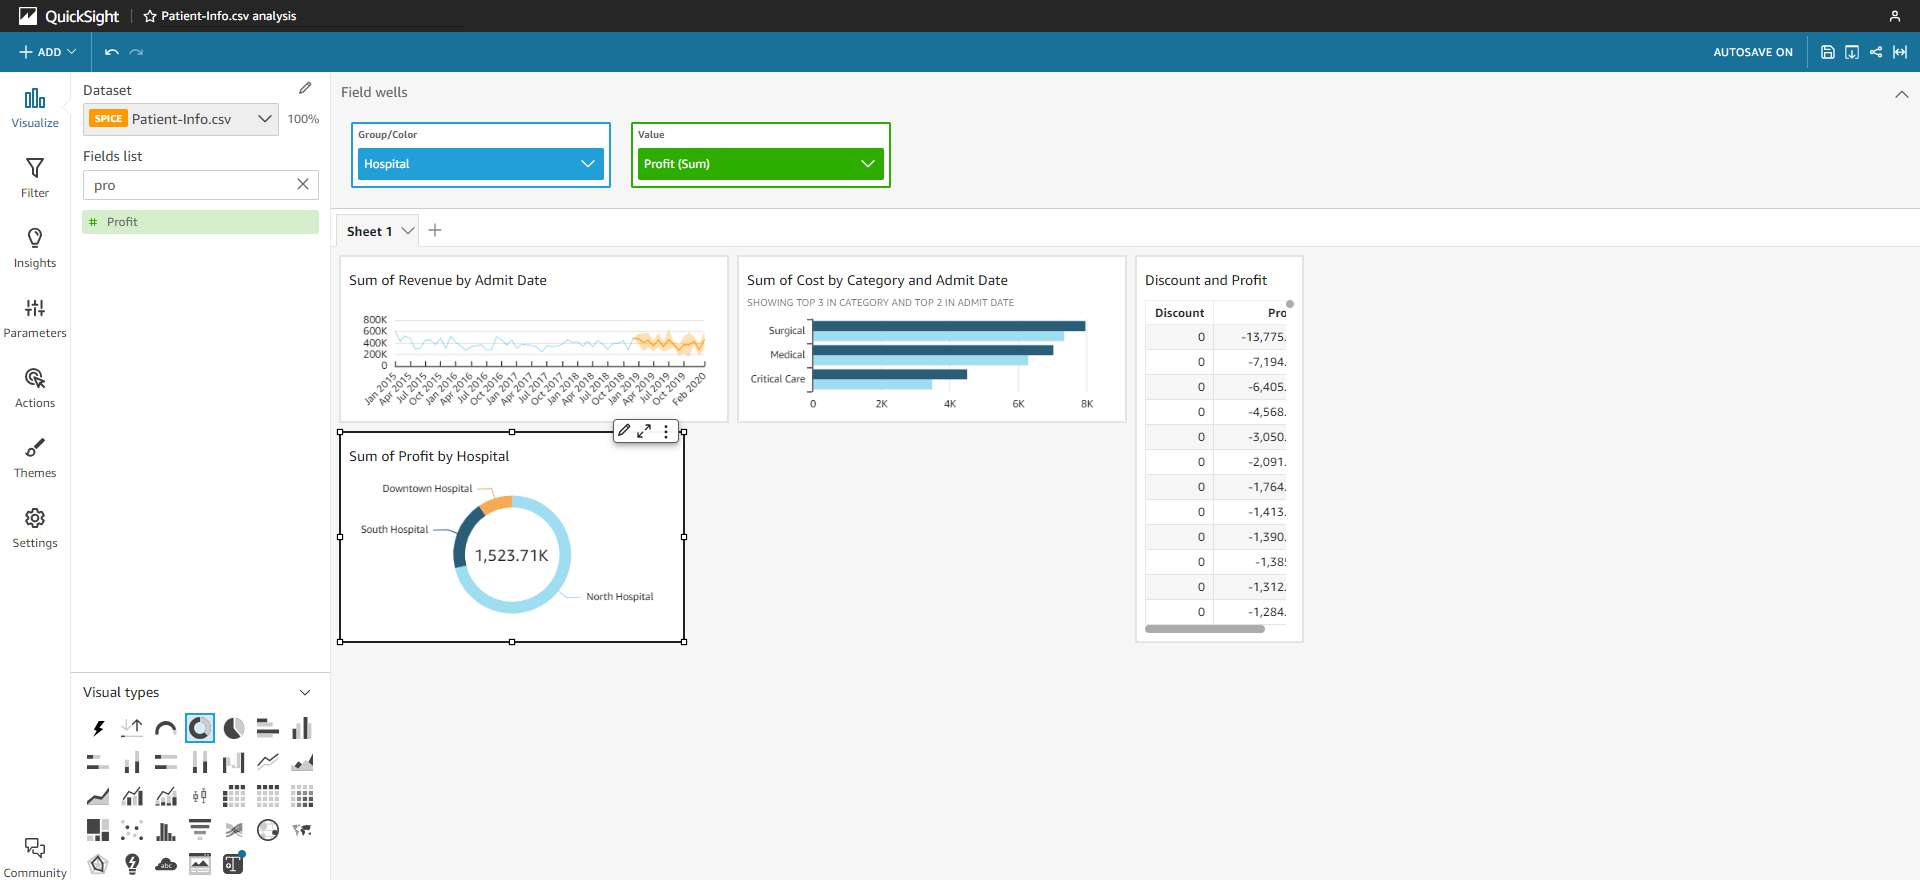 QuickSight
Patient-Info.csv analysis
ADD
AUTOSAVE ON
Visualize
Filter
Insights
Parameters
Actions
Themes
Settings
Community
Dataset
SPICE Patient-Info.csv 100%
Fields list
pro
# Profit
Visual types
abc
T
Field wells
Group/Color
Hospital
Value
Profit (Sum)
Sheet 1
Sum of Revenue by Admit Date
800K
600K
400K
200K
0
Jan 2015
Apr 2015
Jul 2015
Oct 2015
Jan 2016
Apr 2016
Jul 2016
Oct 2016
Jan 2017
Apr 2017
Jul 2017
Oct 2017
Jan 2018
Apr 2018
Jul 2018
Oct 2018
Jan 2019
Apr 2019
Jul 2019
Oct 2019
Feb 2020
Sum of Cost by Category and Admit Date
SHOWING TOP 3 IN CATEGORY AND TOP 2 IN ADMIT DATE
Surgical
Medical
Critical Care
0 2K 4K 6K 8K
Discount and Profit
Discount Pro
0 -13,775.
0 -7,194.
0 -6,405.
0 -4,568.
0 -3,050.
0 -2,091.
0 -1,764.
0 -1,413.
0 -1,390.
0 -1,38
0 -1,312.
0 -1,284.
Sum of Profit by Hospital
Downtown Hospital
South Hospital
1,523.71K
North Hospital